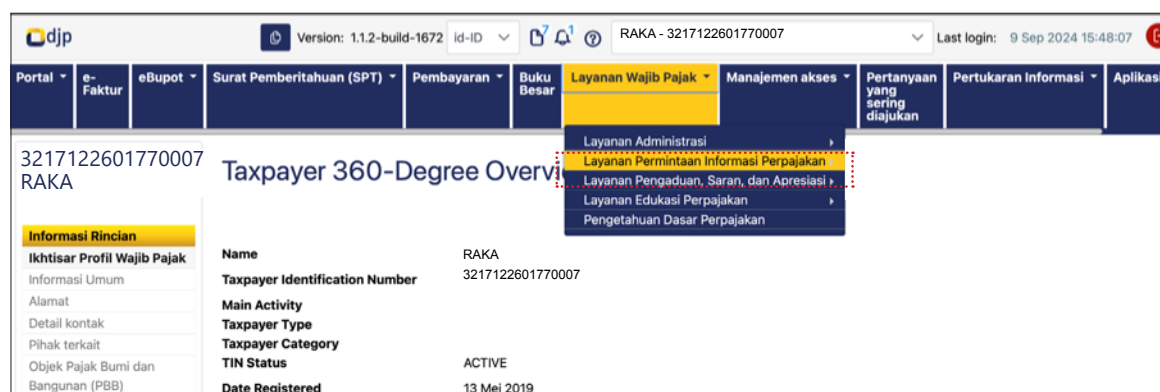 djp
Version: 1.1.2-build-1672
id-ID
7
1
RAKA - 3217122601770007
Last login: 9 Sep 2024 15:48:07
Portal
e-Faktur
eBupot
Surat Pemberitahuan (SPT)
Pembayaran
Buku Besar
Layanan Wajib Pajak
Manajemen akses
Pertanyaan yang sering diajukan
Pertukaran Informasi
Aplikasi
Layanan Administrasi
Layanan Permintaan Informasi Perpajakan
Layanan Pengaduan, Saran, dan Apresiasi
Layanan Edukasi Perpajakan
Pengetahuan Dasar Perpajakan
3217122601770007
RAKA
Taxpayer 360-Degree Overvi
Informasi Rincian
Ikhtisar Profil Wajib Pajak
Informasi Umum
Alamat
Detail kontak
Pihak terkait
Objek Pajak Bumi dan
Bangunan (PBB)
Name RAKA
Taxpayer Identification Number 3217122601770007
Main Activity
Taxpayer Type
Taxpayer Category
TIN Status ACTIVE
Date Registered 13 Mei 2019